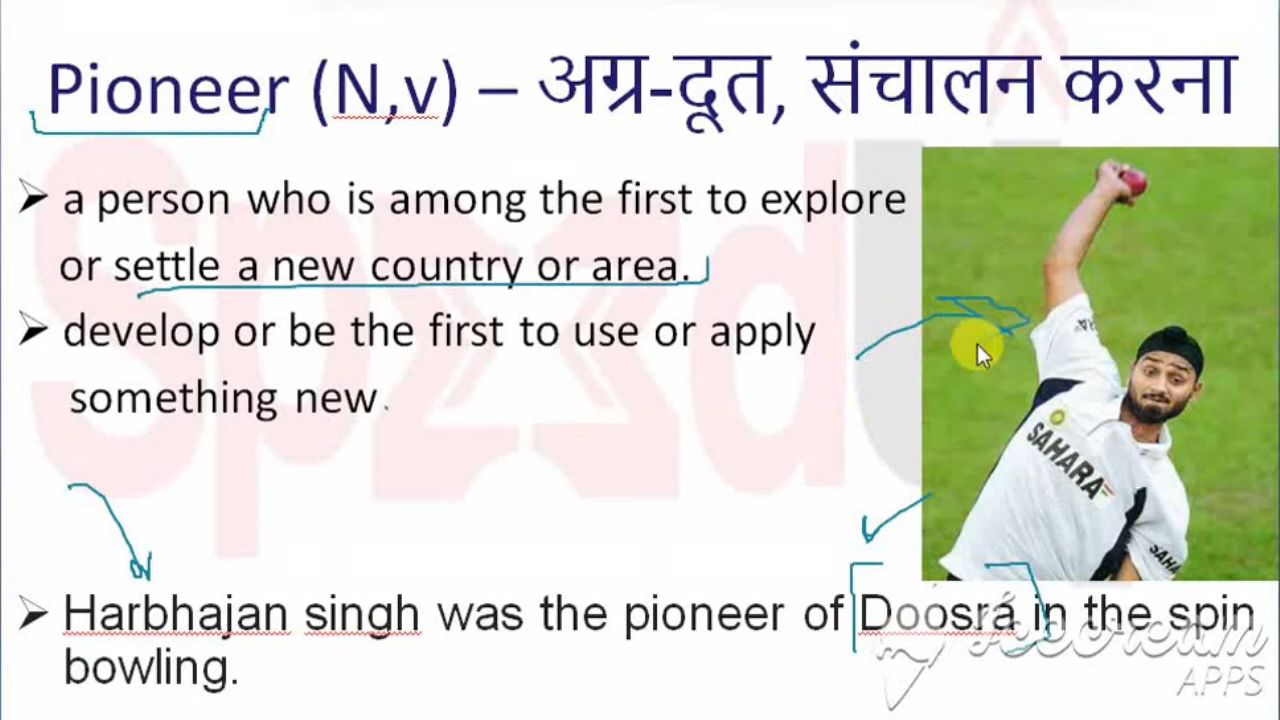 Pioneer (N,v) – अग्र-दूत, संचालन करना
➢ a person who is among the first to explore
or settle a new country or area.
➢ develop or be the first to use or apply
something new.
SAHARA
➢ Harbhajan singh was the pioneer of Doosra in the spin
bowling.
Icecream
APPS